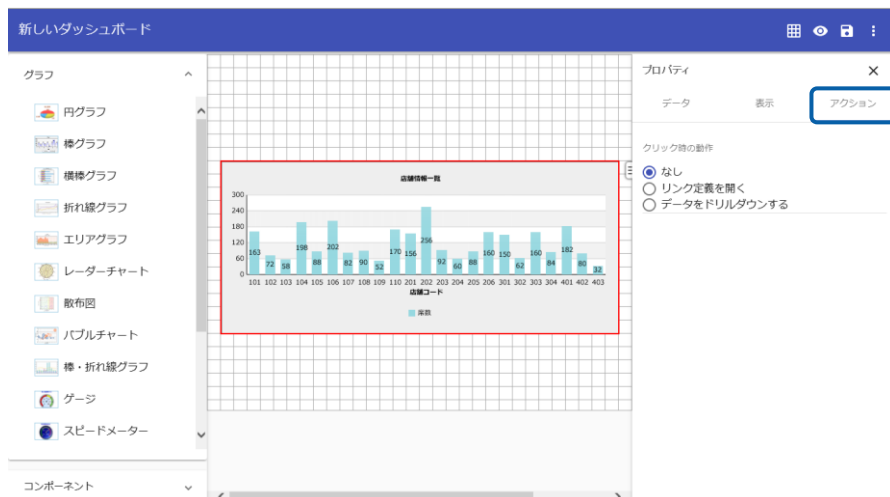 新しいダッシュボード
グラフ
円グラフ
棒グラフ
横棒グラフ
折れ線グラフ
エリアグラフ
レーダーチャート
散布図
バブルチャート
棒・折れ線グラフ
ゲージ
スピードメーター
コンポーネント
店舗情報一覧
300
240
180
120
60
0
163 72 58 198 88 202 82 90 52 170 156 256 92 60 88 160 150 62 160 84 182 80 32
101 102 103 104 105 106 107 108 109 110 201 202 203 204 205 206 301 302 303 304 401 402 403
店舗コード
席数
プロパティ
データ 表示 アクション
クリック時の動作
なし
リンク定義を開く
データをドリルダウンする